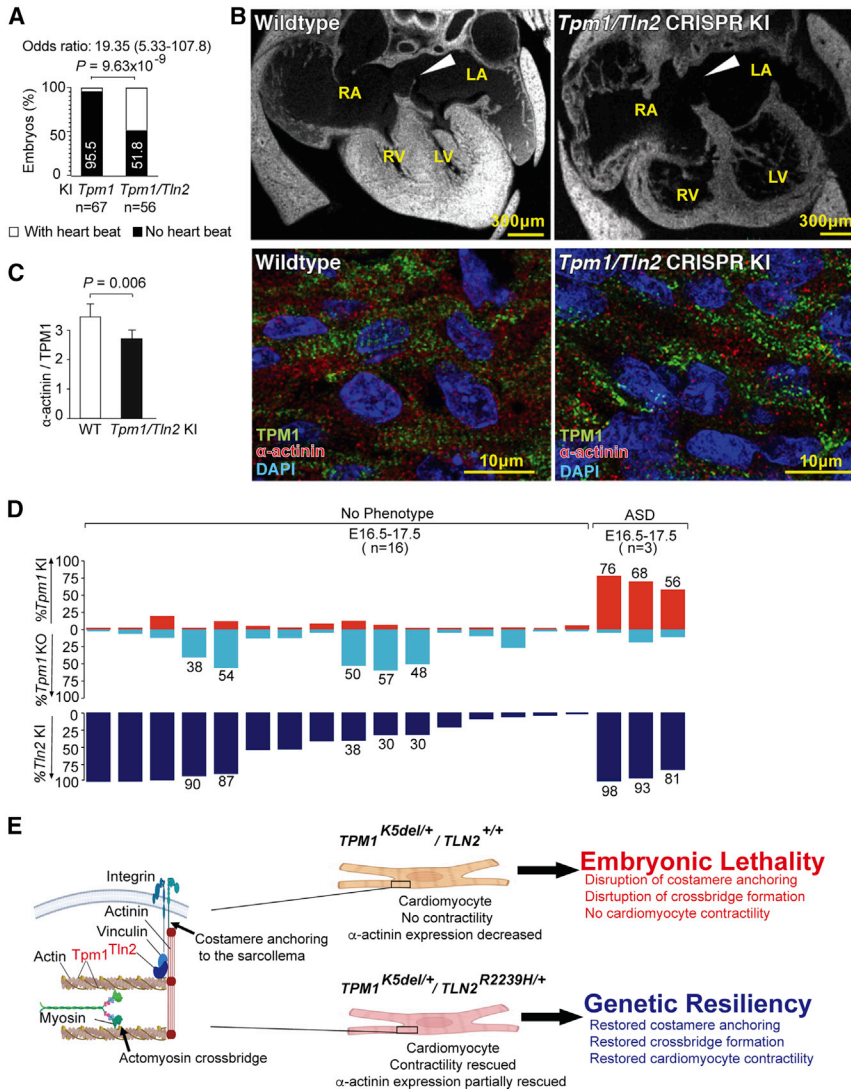 A
Odds ratio: 19.35 (5.33-107.8)
P = 9.63x10-9
100
50
0
Embryos (%)
95.5
51.8
KI Tpm1 Tpm1/Tln2
n=67 n=56
With heart beat No heart beat
B
Wildtype
RA
LA
RV
LV
300µm
Tpm1/Tln2 CRISPR KI
RA
LA
RV
LV
300µm
C
P = 0.006
α-actinin / TPM1
3
2
1
0
WT Tpm1/Tln2 KI
Wildtype
TPM1
α-actinin
DAPI
10µm
Tpm1/Tln2 CRISPR KI
TPM1
α-actinin
DAPI
10µm
D
No Phenotype
E16.5-17.5
( n=16)
ASD
E16.5-17.5
( n=3)
%Tpm1 KI
100
75
50
25
0
76 68 56
%Tpm1 KO
25
50
75
100
38 54 50 57 48
%Tln2 KI
0
25
50
75
100
90 87 38 30 30 98 93 81
E
Integrin
Actinin
Vinculin
Tln2
Actin
Tpm1
Myosin
Costamere anchoring
to the sarcollema
Actomyosin crossbridge
TPM1 K5del/+ / TLN2 +/+
Cardiomyocyte
No contractility
α-actinin expression decreased
Embryonic Lethality
Disruption of costamere anchoring
Disrtuption of crossbridge formation
No cardiomyocyte contractility
TPM1 K5del/+ / TLN2 R2239H/+
Cardiomyocyte
Contractility rescued
α-actinin expression partially rescued
Genetic Resiliency
Restored costamere anchoring
Restored crossbridge formation
Restored cardiomyocyte contractility